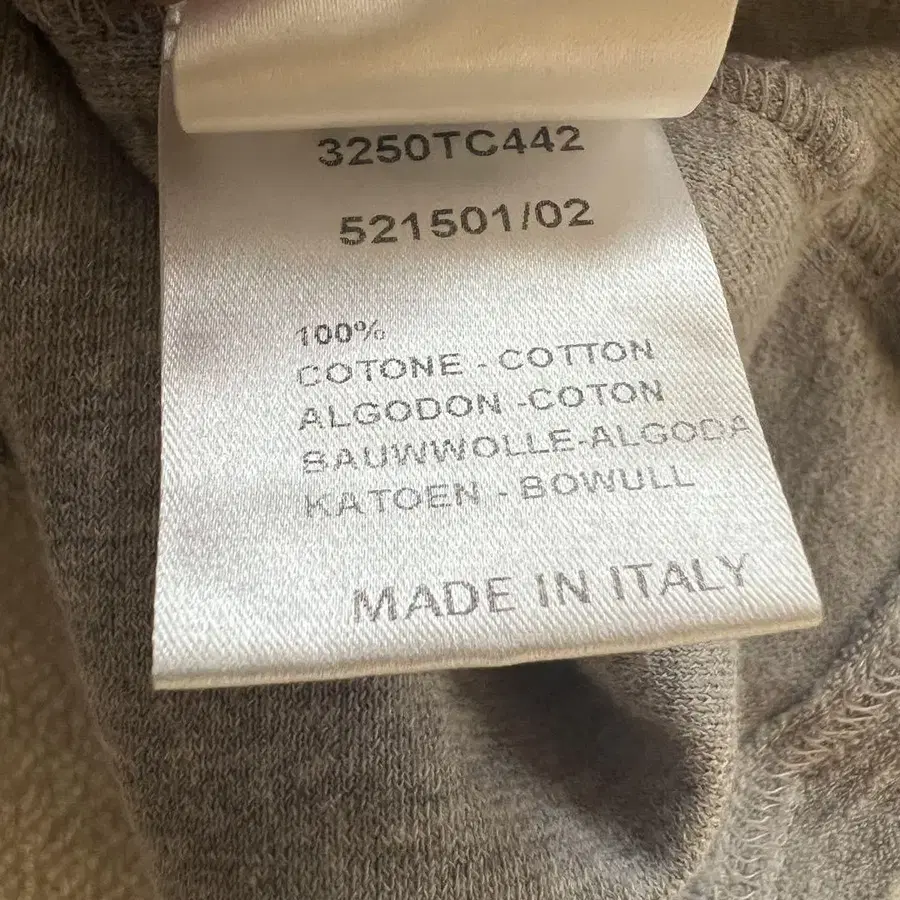 3250TC442
521501/02
100%
COTONE - COTTON
ALGODON -COTON
BAUWWOLLE-ALGODA
KATOEN - BOWULL
MADE IN ITALY